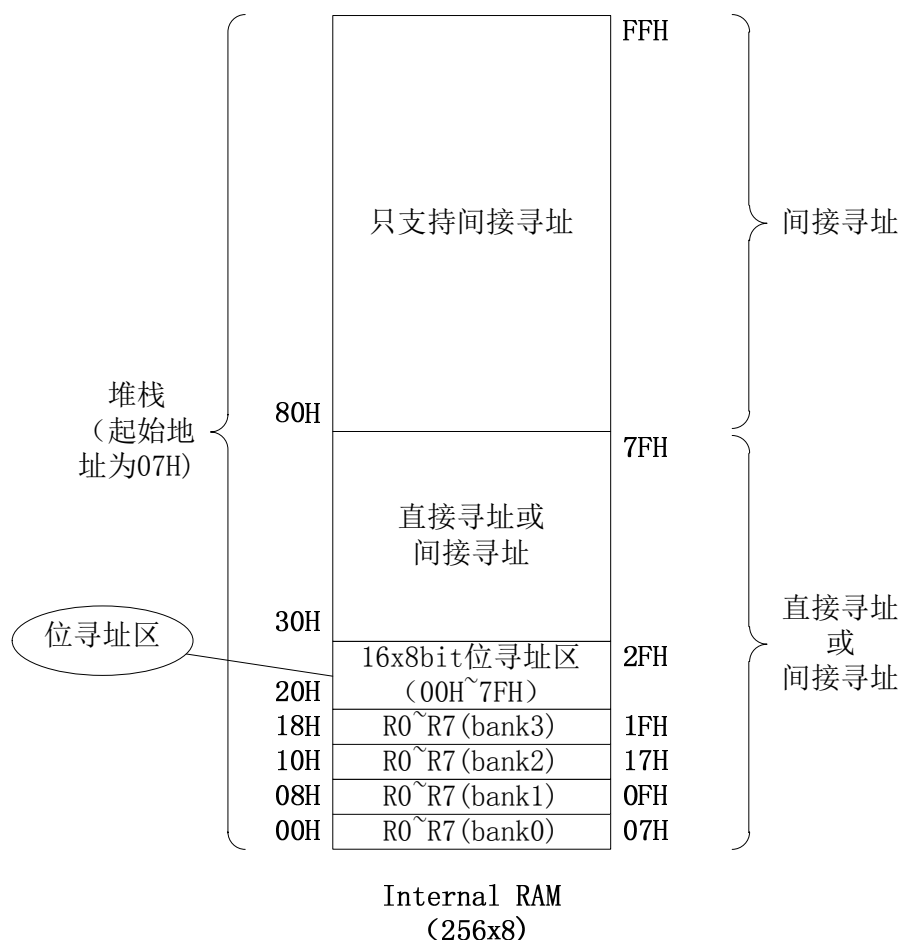 FFH
只支持间接寻址
间接寻址
80H
堆栈
（起始地
址为07H)
7FH
直接寻址或
间接寻址
30H
直接寻址
或
间接寻址
位寻址区
16x8bit位寻址区
（00H~7FH）
2FH
20H
18H
R0~R7(bank3)
1FH
10H
R0~R7(bank2)
17H
08H
R0~R7(bank1)
0FH
00H
R0~R7(bank0)
07H
Internal RAM
(256x8)